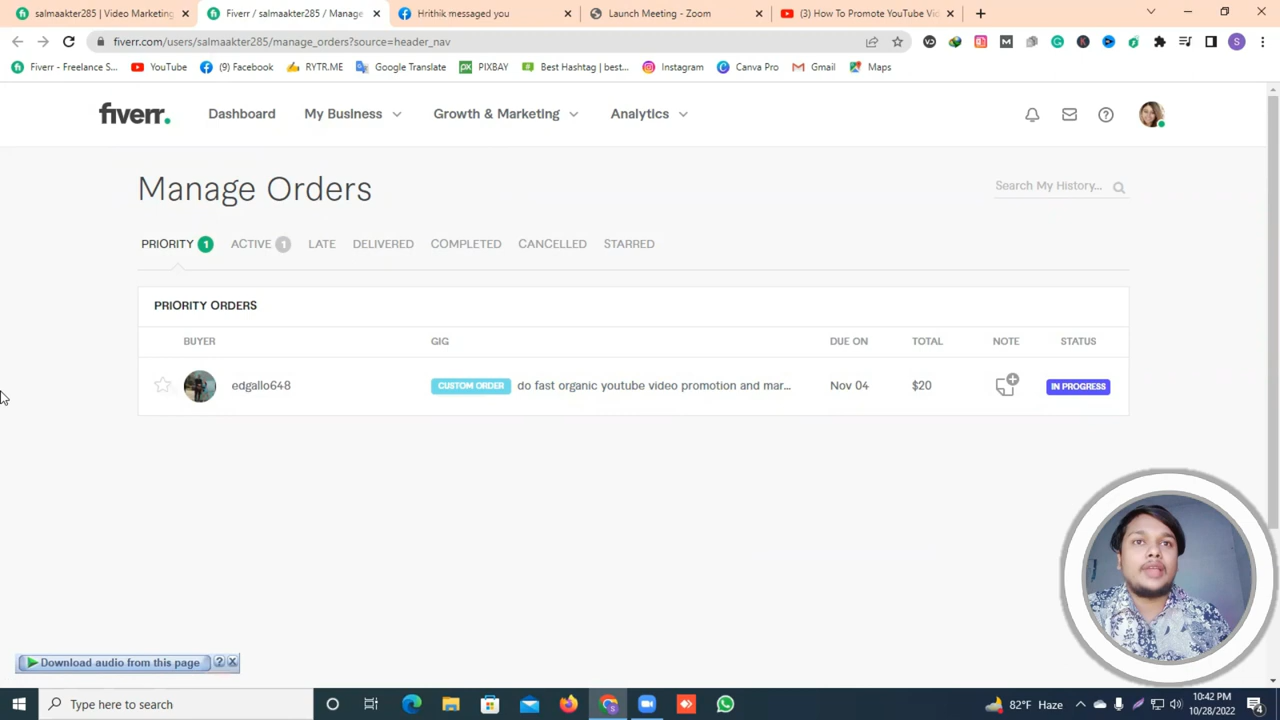 salmaakter285 | Video Marketing
Fiverr / salmaakter285 / Manage
Hrithik messaged you
Launch Meeting - Zoom
(3) How To Promote YouTube Vi
fiverr.com/users/salmaakter285/manage_orders?source=header_nav
Fiverr - Freelance S...
YouTube
(9) Facebook
RYTR.ME
Google Translate
PIXBAY
Best Hashtag | best...
Instagram
Canva Pro
Gmail
Maps
fiverr.
Dashboard
My Business
Growth & Marketing
Analytics
Manage Orders
Search My History...
PRIORITY 1
ACTIVE 1
LATE
DELIVERED
COMPLETED
CANCELLED
STARRED
PRIORITY ORDERS
BUYER
GIG
DUE ON
TOTAL
NOTE
STATUS
edgallo648
CUSTOM ORDER
do fast organic youtube video promotion and mar...
Nov 04
$20
IN PROGRESS
Download audio from this page
Type here to search
82°F Haze
10:42 PM
10/28/2022